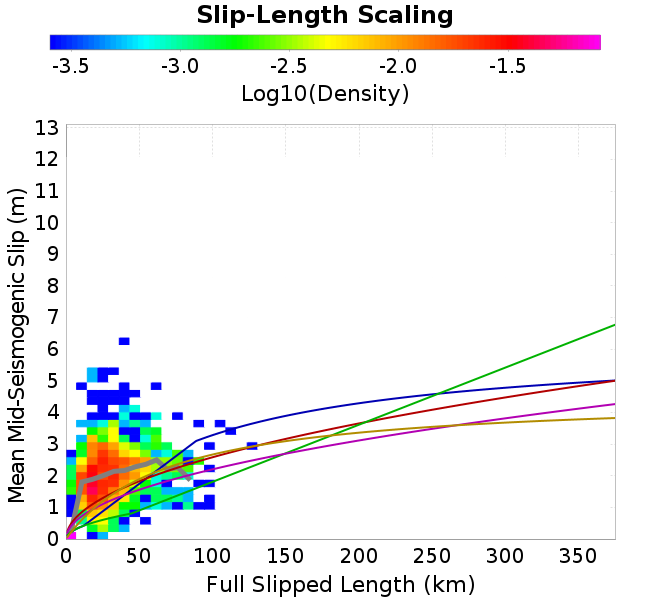 Slip-Length Scaling
-3.5 -3.0 -2.5 -2.0 -1.5
Log10(Density)
13
12
11
10
9
8
7
6
5
4
3
2
1
0
Mean Mid-Seismogenic Slip (m)
0 50 100 150 200 250 300 350
Full Slipped Length (km)